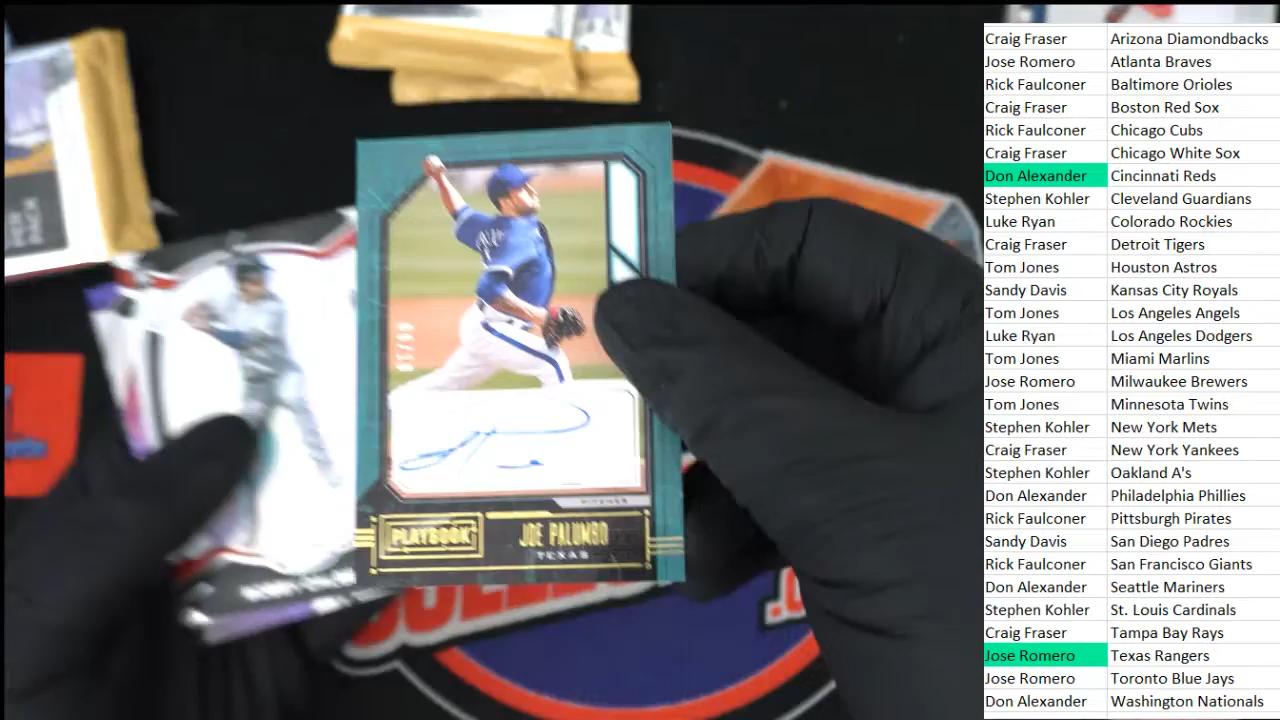 PLAYBOOK
JOE PALUMBO
TEXAS
PITCHER
Craig Fraser Arizona Diamondbacks
Jose Romero Atlanta Braves
Rick Faulconer Baltimore Orioles
Craig Fraser Boston Red Sox
Rick Faulconer Chicago Cubs
Craig Fraser Chicago White Sox
Don Alexander Cincinnati Reds
Stephen Kohler Cleveland Guardians
Luke Ryan Colorado Rockies
Craig Fraser Detroit Tigers
Tom Jones Houston Astros
Sandy Davis Kansas City Royals
Tom Jones Los Angeles Angels
Luke Ryan Los Angeles Dodgers
Tom Jones Miami Marlins
Jose Romero Milwaukee Brewers
Tom Jones Minnesota Twins
Stephen Kohler New York Mets
Craig Fraser New York Yankees
Stephen Kohler Oakland A's
Don Alexander Philadelphia Phillies
Rick Faulconer Pittsburgh Pirates
Sandy Davis San Diego Padres
Rick Faulconer San Francisco Giants
Don Alexander Seattle Mariners
Stephen Kohler St. Louis Cardinals
Craig Fraser Tampa Bay Rays
Jose Romero Texas Rangers
Jose Romero Toronto Blue Jays
Don Alexander Washington Nationals